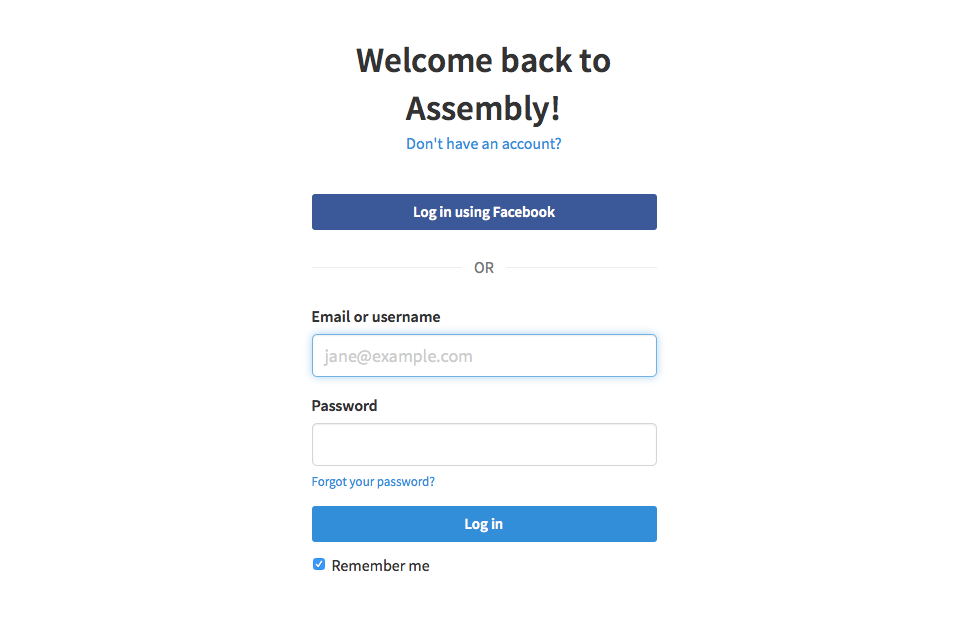 Welcome back to
Assembly!
Don't have an account?
Log in using Facebook
OR
Email or username
jane@example.com
Password
Forgot your password?
Log in
Remember me